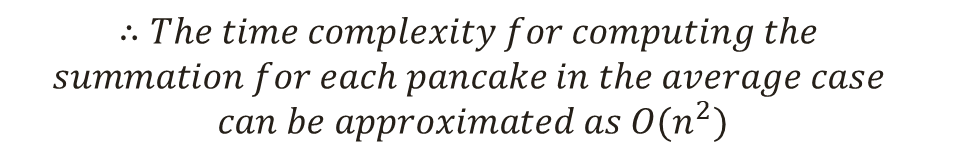 ∴ The time complexity for computing the
summation for each pancake in the average case
can be approximated as O(n²)